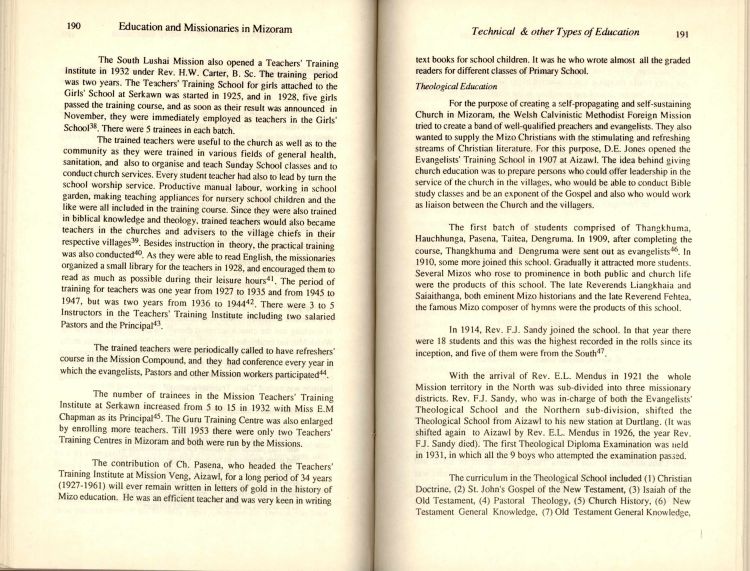 190 Education and Missionaries in Mizoram
The South Lushai Mission also opened a Teachers' Training
Institute in 1932 under Rev. H.W. Carter, B. Sc. The training period
was two years. The Teachers' Training School for girls attached to the
Girls' School at Serkawn was started in 1925, and in 1928, five girls
passed the training course, and as soon as their result was announced in
November, they were immediately employed as teachers in the Girls'
School38. There were 5 trainees in each batch.
The trained teachers were useful to the church as well as to the
community as they were trained in various fields of general health,
sanitation, and also to organise and teach Sunday School classes and to
conduct church services. Every student teacher had also to lead by turn the
school worship service. Productive manual labour, working in school
garden, making teaching appliances for nursery school children and the
like were all included in the training course. Since they were also trained
in biblical knowledge and theology, trained teachers would also became
teachers in the churches and advisers to the village chiefs in their
respective villages39. Besides instruction in theory, the practical training
was also conducted40. As they were able to read English, the missionaries
organized a small library for the teachers in 1928, and encouraged them to
read as much as possible during their leisure hours41. The period of
training for teachers was one year from 1927 to 1935 and from 1945 to
1947, but was two years from 1936 to 194442. There were 3 to 5
Instructors in the Teachers' Training Institute including two salaried
Pastors and the Principal43.
The trained teachers were periodically called to have refreshers'
course in the Mission Compound, and they had conference every year in
which the evangelists, Pastors and other Mission workers participated44.
The number of trainees in the Mission Teachers' Training
Institute at Serkawn increased from 5 to 15 in 1932 with Miss E.M
Chapman as its Principal45. The Guru Training Centre was also enlarged
by enrolling more teachers. Till 1953 there were only two Teachers'
Training Centres in Mizoram and both were run by the Missions.
The contribution of Ch. Pasena, who headed the Teachers'
Training Institute at Mission Veng, Aizawl, for a long period of 34 years
(1927-1961) will ever remain written in letters of gold in the history of
Mizo education. He was an efficient teacher and was very keen in writing
Technical & other Types of Education 191
text books for school children. It was he who wrote almost all the graded
readers for different classes of Primary School.
Theological Education
For the purpose of creating a self-propagating and self-sustaining
Church in Mizoram, the Welsh Calvinistic Methodist Foreign Mission
tried to create a band of well-qualified preachers and evangelists. They also
wanted to supply the Mizo Christians with the stimulating and refreshing
streams of Christian literature. For this purpose, D.E. Jones opened the
Evangelists' Training School in 1907 at Aizawl. The idea behind giving
church education was to prepare persons who could offer leadership in the
service of the church in the villages, who would be able to conduct Bible
study classes and be an exponent of the Gospel and also who would work
as liaison between the Church and the villagers.
The first batch of students comprised of Thangkhuma,
Hauchhunga, Pasena, Taitea, Dengruma. In 1909, after completing the
course, Thangkhuma and Dengruma were sent out as evangelists46. In
1910, some more joined this school. Gradually it attracted more students.
Several Mizos who rose to prominence in both public and church life
were the products of this school. The late Reverends Liangkhaia and
Saiaithanga, both eminent Mizo historians and the late Reverend Fehtea,
the famous Mizo composer of hymns were the products of this school.
In 1914, Rev. F.J. Sandy joined the school. In that year there
were 18 students and this was the highest recorded in the rolls since its
inception, and five of them were from the South47.
With the arrival of Rev. E.L. Mendus in 1921 the whole
Mission territory in the North was sub-divided into three missionary
districts. Rev. F.J. Sandy, who was in-charge of both the Evangelists'
Theological School and the Northern sub-division, shifted the
Theological School from Aizawl to his new station at Durtlang. (It was
shifted again to Aizawl by Rev. E.L. Mendus in 1926, the year Rev.
F.J. Sandy died). The first Theological Diploma Examination was held
in 1931, in which all the 9 boys who attempted the examination passed.
The curriculum in the Theological School included (1) Christian
Doctrine, (2) St. John's Gospel of the New Testament, (3) Isaiah of the
Old Testament, (4) Pastoral Theology, (5) Church History, (6) New
Testament General Knowledge, (7) Old Testament General Knowledge,